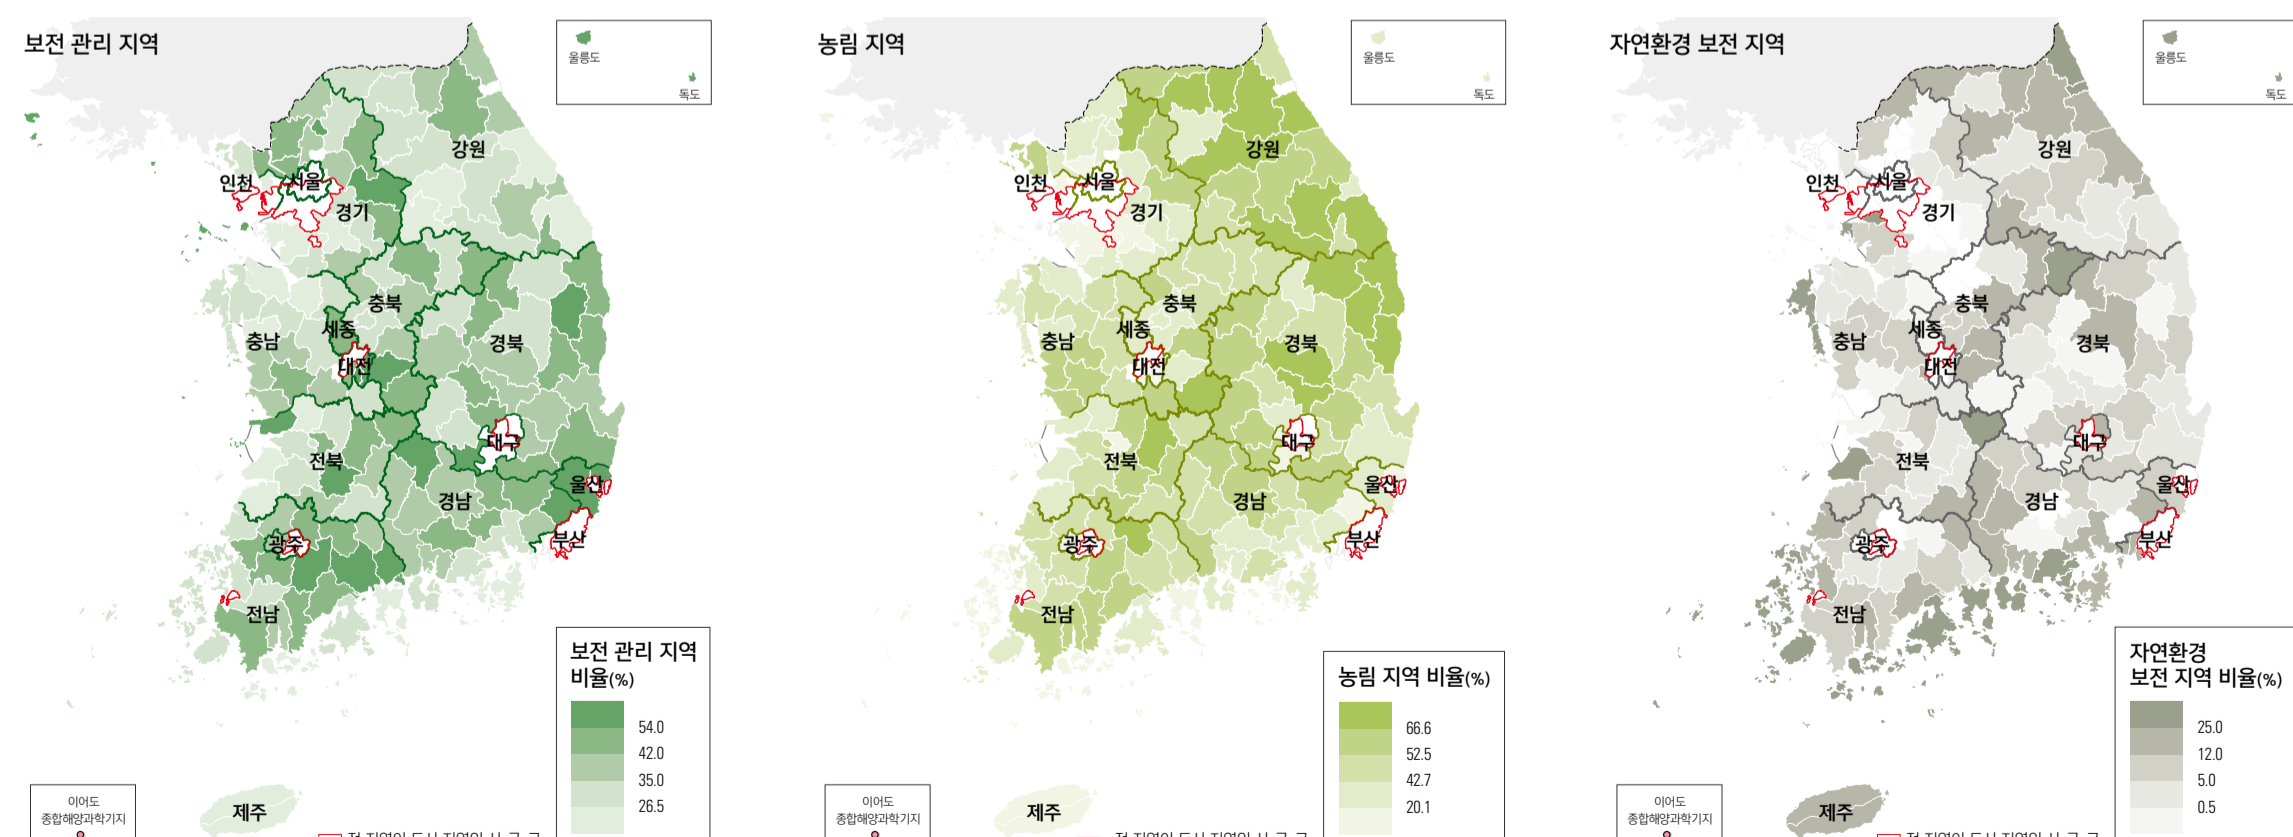 보전 관리 지역
울릉도
독도
강원
인천
서울
경기
충북
세종
충남
대전
경북
대구
전북
울산
경남
광주
부산
전남
제주
이어도
종합해양과학기지
보전 관리 지역
비율(%)
54.0
42.0
35.0
26.5
농림 지역
울릉도
독도
강원
인천
서울
경기
충북
세종
충남
대전
경북
대구
전북
울산
경남
광주
부산
전남
제주
이어도
종합해양과학기지
농림 지역 비율(%)
66.6
52.5
42.7
20.1
자연환경 보전 지역
울릉도
독도
강원
인천
서울
경기
충북
세종
충남
대전
경북
대구
전북
울산
경남
광주
부산
전남
제주
이어도
종합해양과학기지
자연환경
보전 지역 비율(%)
25.0
12.0
5.0
0.5